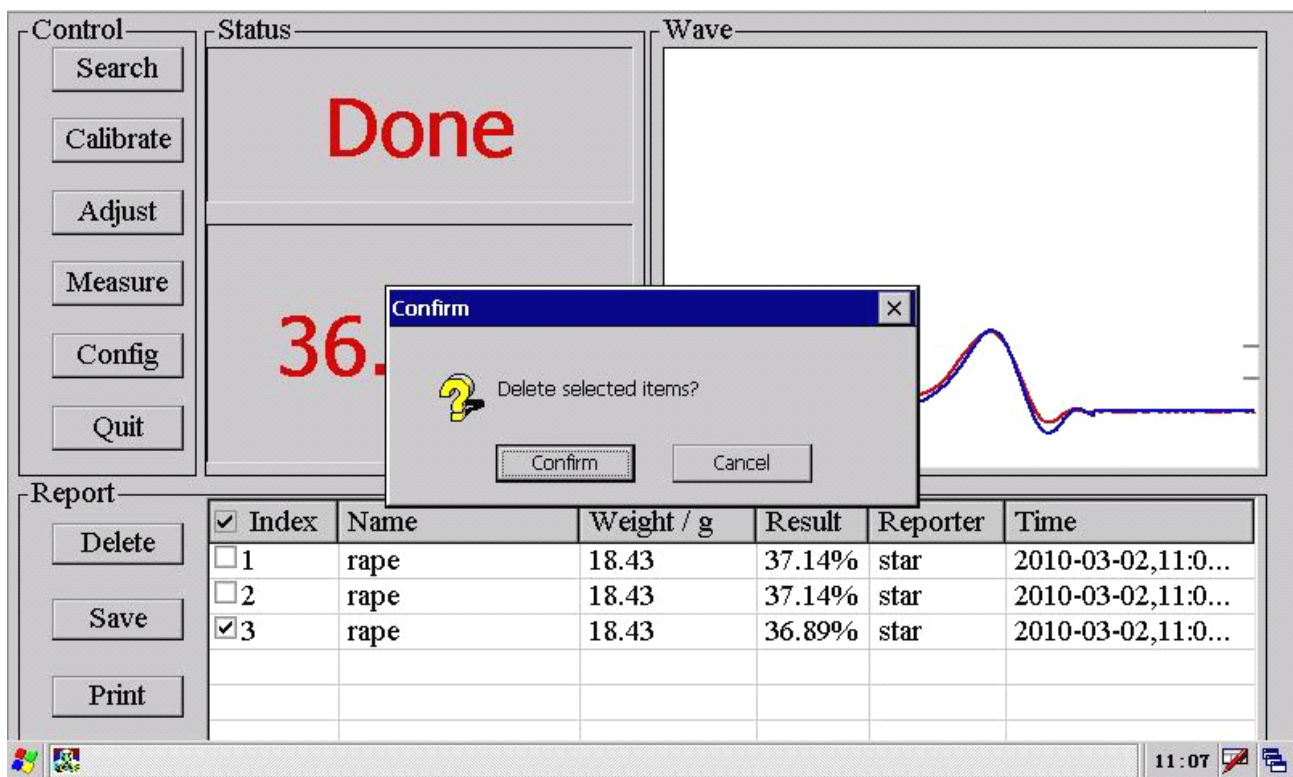 Control
Search
Calibrate
Adjust
Measure
Config
Quit
Status
Done
36.
Wave
Confirm
Delete selected items?
Confirm Cancel
Report
Delete
Save
Print
Index Name Weight / g Result Reporter Time
1 rape 18.43 37.14% star 2010-03-02,11:0...
2 rape 18.43 37.14% star 2010-03-02,11:0...
3 rape 18.43 36.89% star 2010-03-02,11:0...
11:07